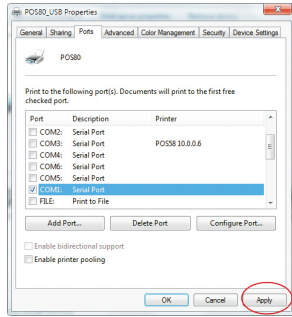 POS80_USB Properties
General Sharing Ports Advanced Color Management Security Device Settings
POS80
Print to the following port(s). Documents will print to the first free
checked port.
Port Description Printer
COM2: Serial Port
COM3: Serial Port POS58 10.0.0.6
COM4: Serial Port
COM6: Serial Port
COM5: Serial Port
COM1: Serial Port
FILE: Print to File
Add Port... Delete Port Configure Port...
Enable bidirectional support
Enable printer pooling
OK Cancel Apply